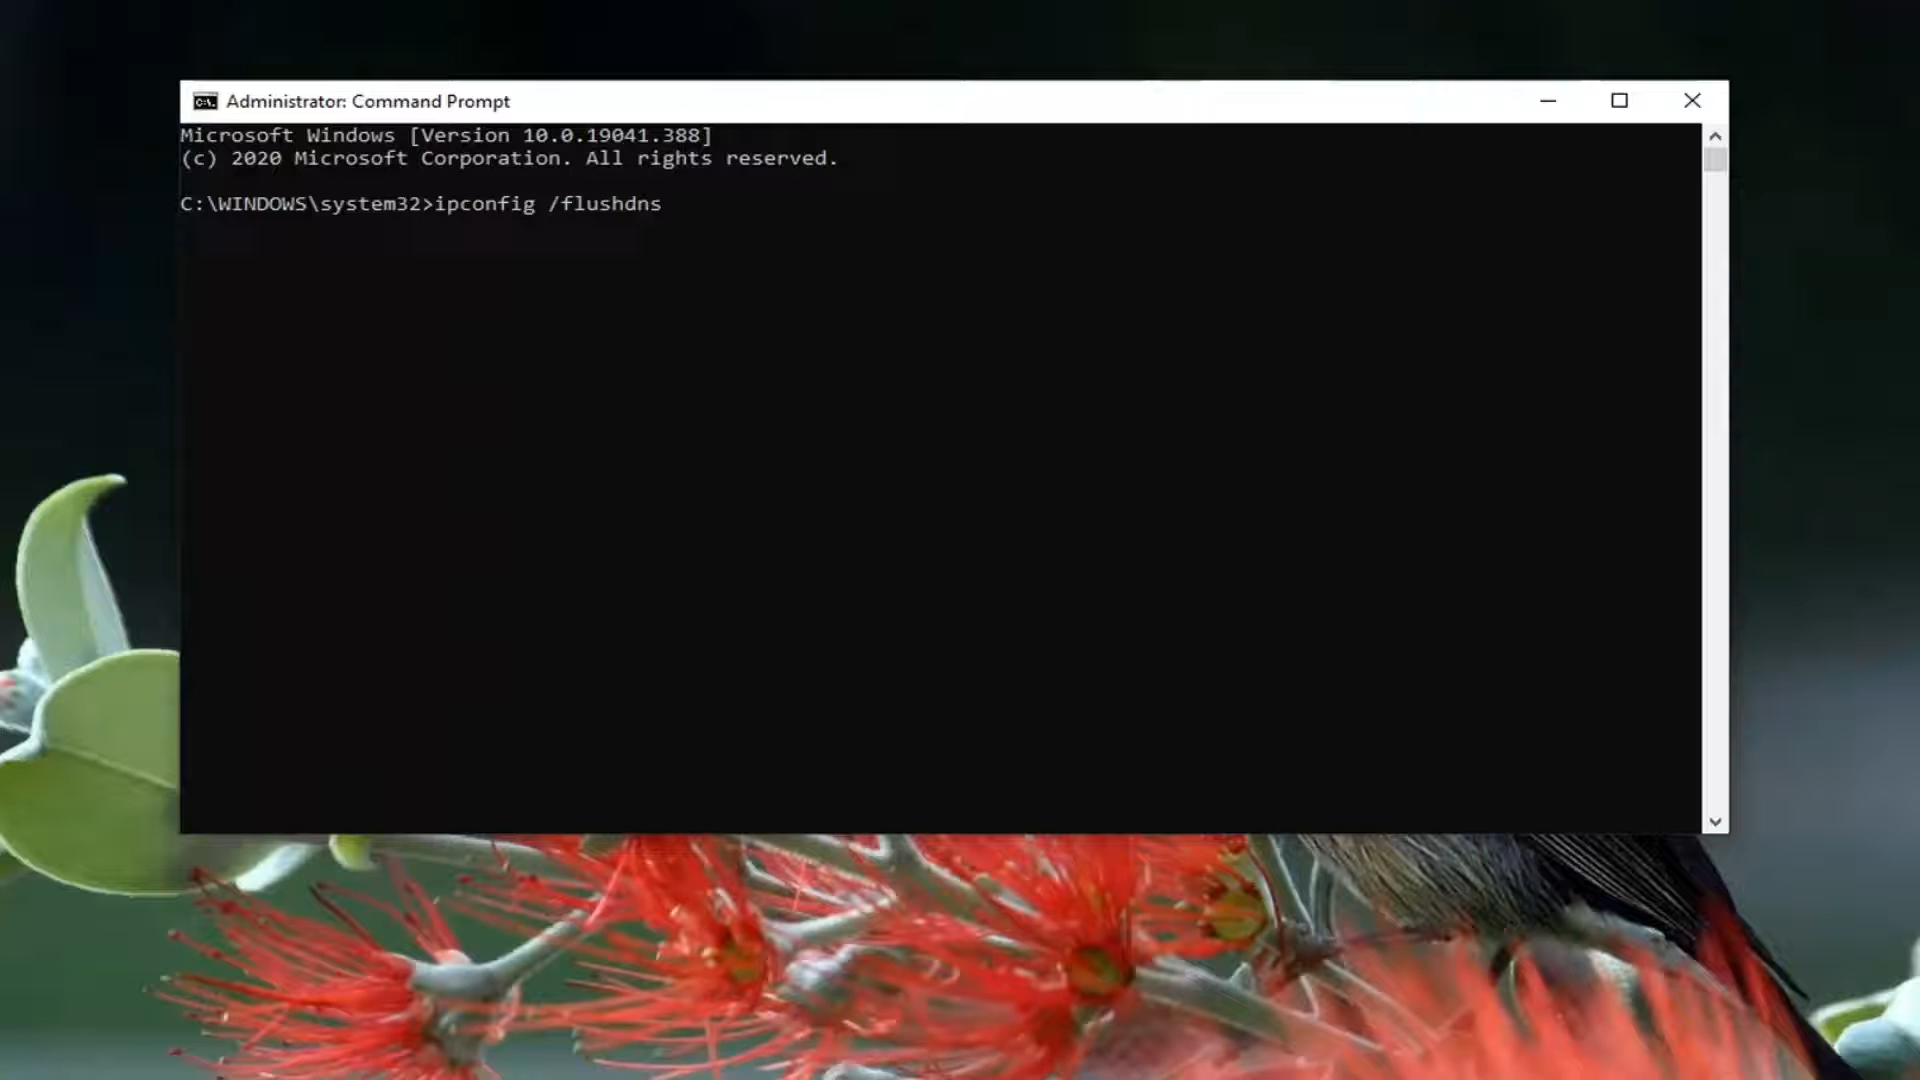 Administrator: Command Prompt
Microsoft Windows [Version 10.0.19041.388]
(c) 2020 Microsoft Corporation. All rights reserved.
C:\WINDOWS\system32>ipconfig /flushdns